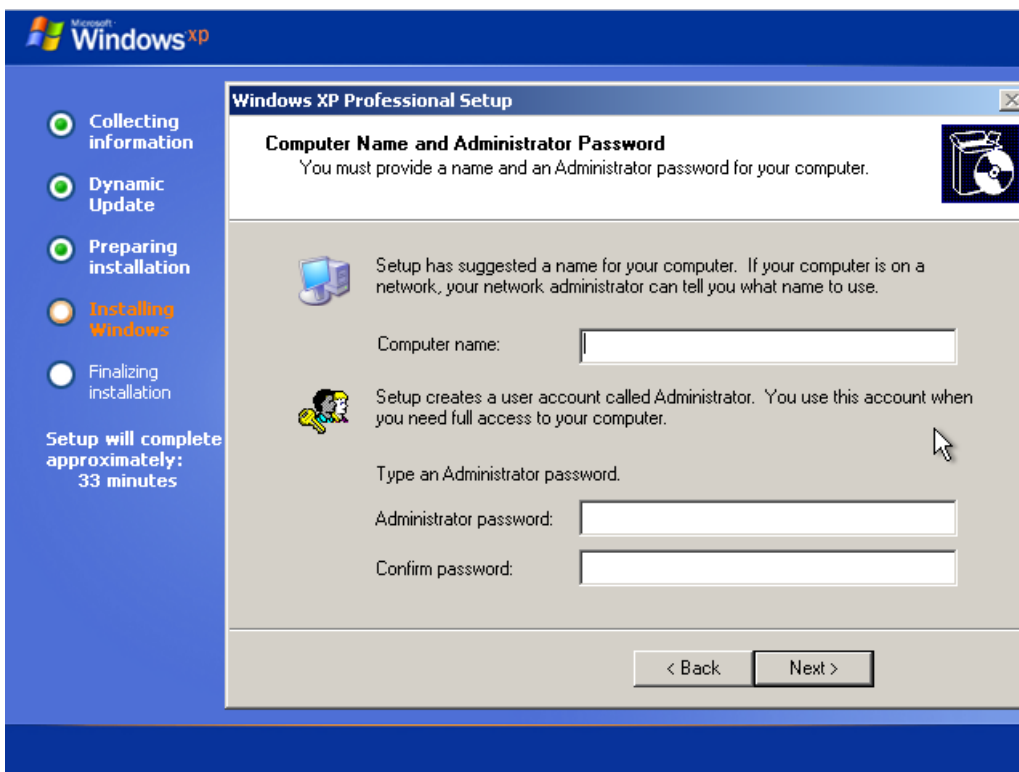 Microsoft
Windows xp
Collecting
information
Dynamic
Update
Preparing
installation
Installing
Windows
Finalizing
installation
Setup will complete
approximately:
33 minutes
Windows XP Professional Setup
Computer Name and Administrator Password
You must provide a name and an Administrator password for your computer.
Setup has suggested a name for your computer. If your computer is on a
network, your network administrator can tell you what name to use.
Computer name:
Setup creates a user account called Administrator. You use this account when
you need full access to your computer.
Type an Administrator password.
Administrator password:
Confirm password:
< Back
Next >